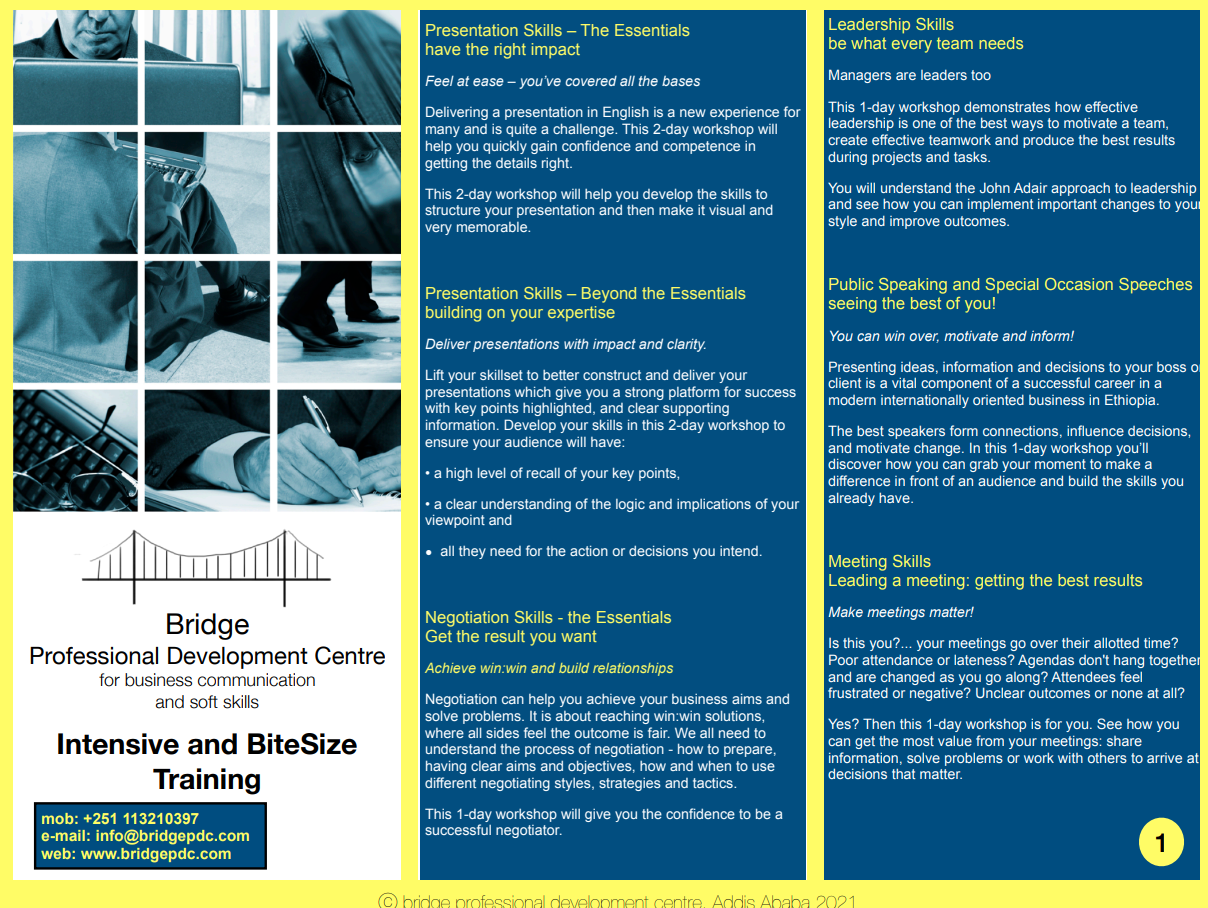 Bridge
Professional Development Centre
for business communication
and soft skills
Intensive and BiteSize
Training
mob: +251 113210397
e-mail: info@bridgepdc.com
web: www.bridgepdc.com
Presentation Skills – The Essentials
have the right impact
Feel at ease – you've covered all the bases
Delivering a presentation in English is a new experience for
many and is quite a challenge. This 2-day workshop will
help you quickly gain confidence and competence in
getting the details right.
This 2-day workshop will help you develop the skills to
structure your presentation and then make it visual and
very memorable.
Presentation Skills – Beyond the Essentials
building on your expertise
Deliver presentations with impact and clarity.
Lift your skillset to better construct and deliver your
presentations which give you a strong platform for success
with key points highlighted, and clear supporting
information. Develop your skills in this 2-day workshop to
ensure your audience will have:
• a high level of recall of your key points,
• a clear understanding of the logic and implications of your
viewpoint and
• all they need for the action or decisions you intend.
Negotiation Skills - the Essentials
Get the result you want
Achieve win:win and build relationships
Negotiation can help you achieve your business aims and
solve problems. It is about reaching win:win solutions,
where all sides feel the outcome is fair. We all need to
understand the process of negotiation - how to prepare,
having clear aims and objectives, how and when to use
different negotiating styles, strategies and tactics.
This 1-day workshop will give you the confidence to be a
successful negotiator.
Leadership Skills
be what every team needs
Managers are leaders too
This 1-day workshop demonstrates how effective
leadership is one of the best ways to motivate a team,
create effective teamwork and produce the best results
during projects and tasks.
You will understand the John Adair approach to leadership
and see how you can implement important changes to your
style and improve outcomes.
Public Speaking and Special Occasion Speeches
seeing the best of you!
You can win over, motivate and inform!
Presenting ideas, information and decisions to your boss or
client is a vital component of a successful career in a
modern internationally oriented business in Ethiopia.
The best speakers form connections, influence decisions,
and motivate change. In this 1-day workshop you'll
discover how you can grab your moment to make a
difference in front of an audience and build the skills you
already have.
Meeting Skills
Leading a meeting: getting the best results
Make meetings matter!
Is this you?... your meetings go over their allotted time?
Poor attendance or lateness? Agendas don't hang together
and are changed as you go along? Attendees feel
frustrated or negative? Unclear outcomes or none at all?
Yes? Then this 1-day workshop is for you. See how you
can get the most value from your meetings: share
information, solve problems or work with others to arrive at
decisions that matter.
1
© bridge professional development centre, Addis Ababa 2021